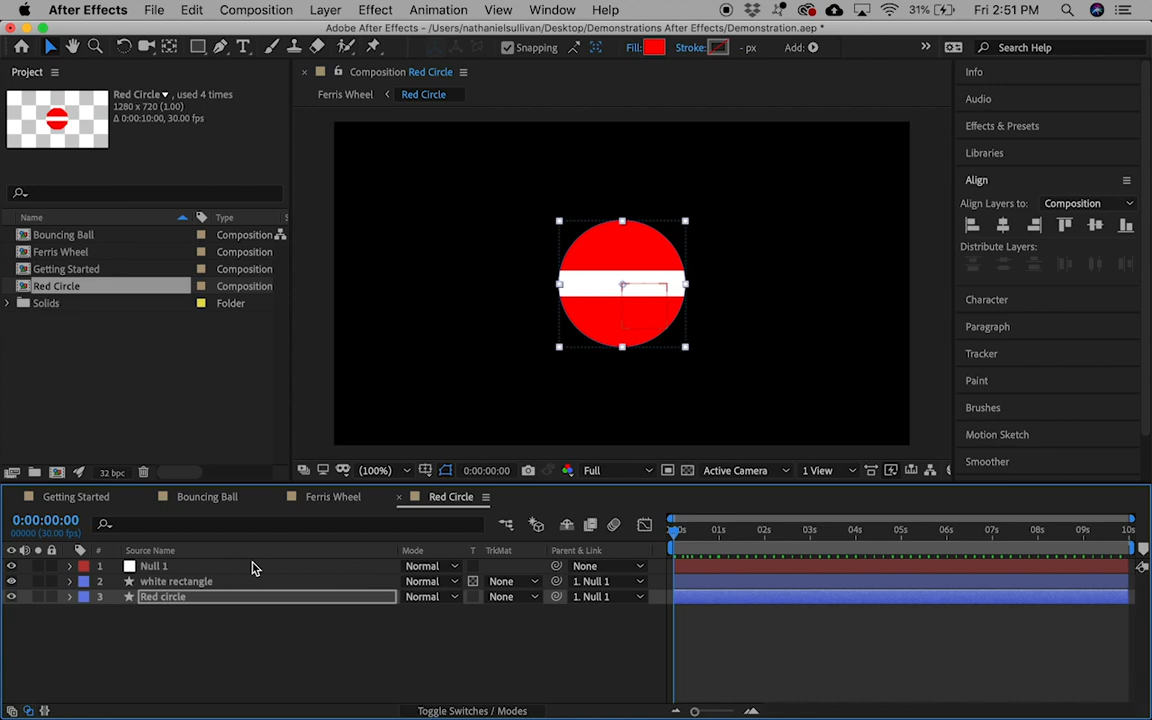 After Effects File Edit Composition Layer Effect Animation View Window Help 31% Fri 2:51 PM
Adobe After Effects - /Users/nathanielsullivan/Desktop/Demonstrations After Effects/Demonstration.aep *
Snapping Fill: Stroke: - px Add: Search Help
Project
Composition Red Circle
Info
Ferris Wheel Red Circle
Red Circle , used 4 times
1280 x 720 (1.00)
Δ 0:00:10:00, 30.00 fps
Audio
Effects & Presets
Libraries
Align
Align Layers to: Composition
Distribute Layers:
Name Type
Bouncing Ball Composition
Ferris Wheel Composition
Getting Started Composition
Red Circle Composition
Solids Folder
Character
Paragraph
Tracker
Paint
Brushes
Motion Sketch
Smoother
32 bpc
(100%) 0:00:00:00 Full Active Camera 1 View
Getting Started Bouncing Ball Ferris Wheel Red Circle
0:00:00:00
00000 (30.00 fps)
01s 02s 03s 04s 05s 06s 07s 08s 09s 10s
# Source Name Mode T TrkMat Parent & Link
1 Null 1 Normal None
2 white rectangle Normal None 1. Null 1
3 Red circle Normal None 1. Null 1
Toggle Switches / Modes